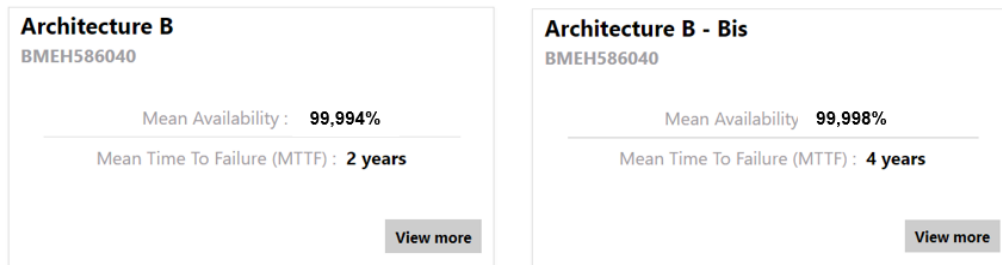 Architecture B
BMEH586040
Mean Availability : 99,994%
Mean Time To Failure (MTTF) : 2 years
View more
Architecture B - Bis
BMEH586040
Mean Availability 99,998%
Mean Time To Failure (MTTF) : 4 years
View more